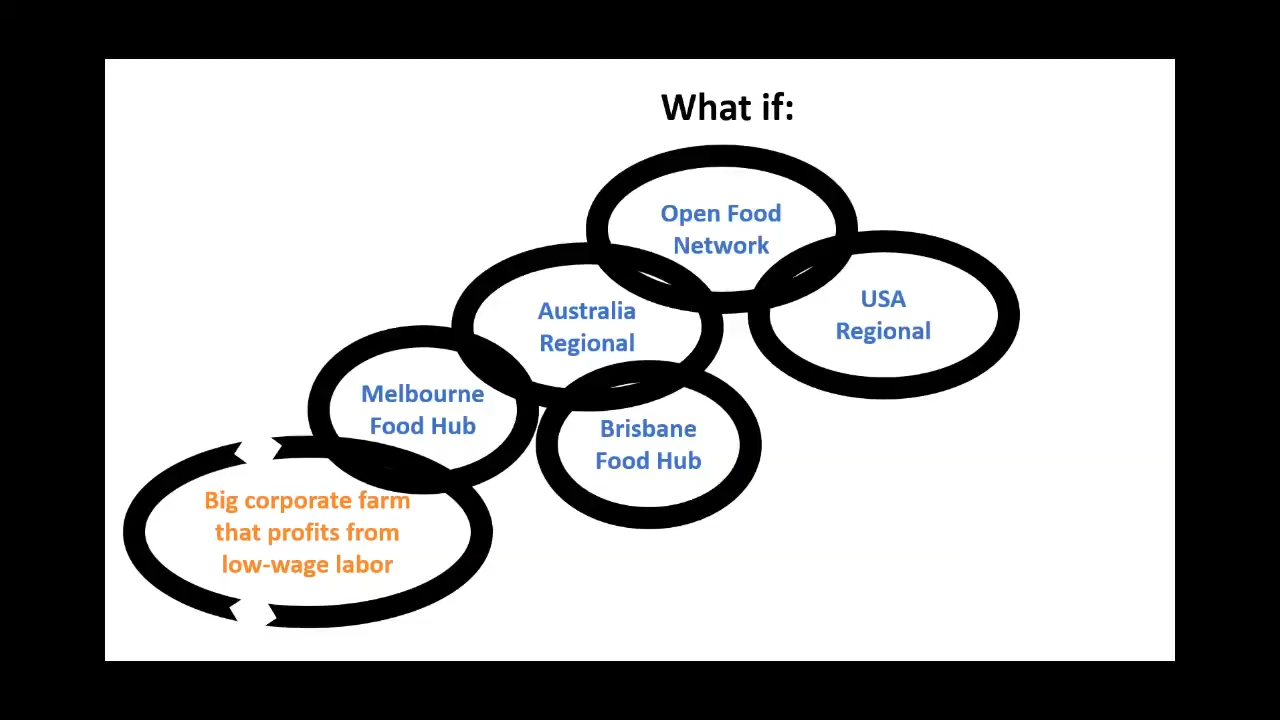 What if:
Open Food
Network
USA
Regional
Australia
Regional
Melbourne
Food Hub
Brisbane
Food Hub
Big corporate farm
that profits from
low-wage labor